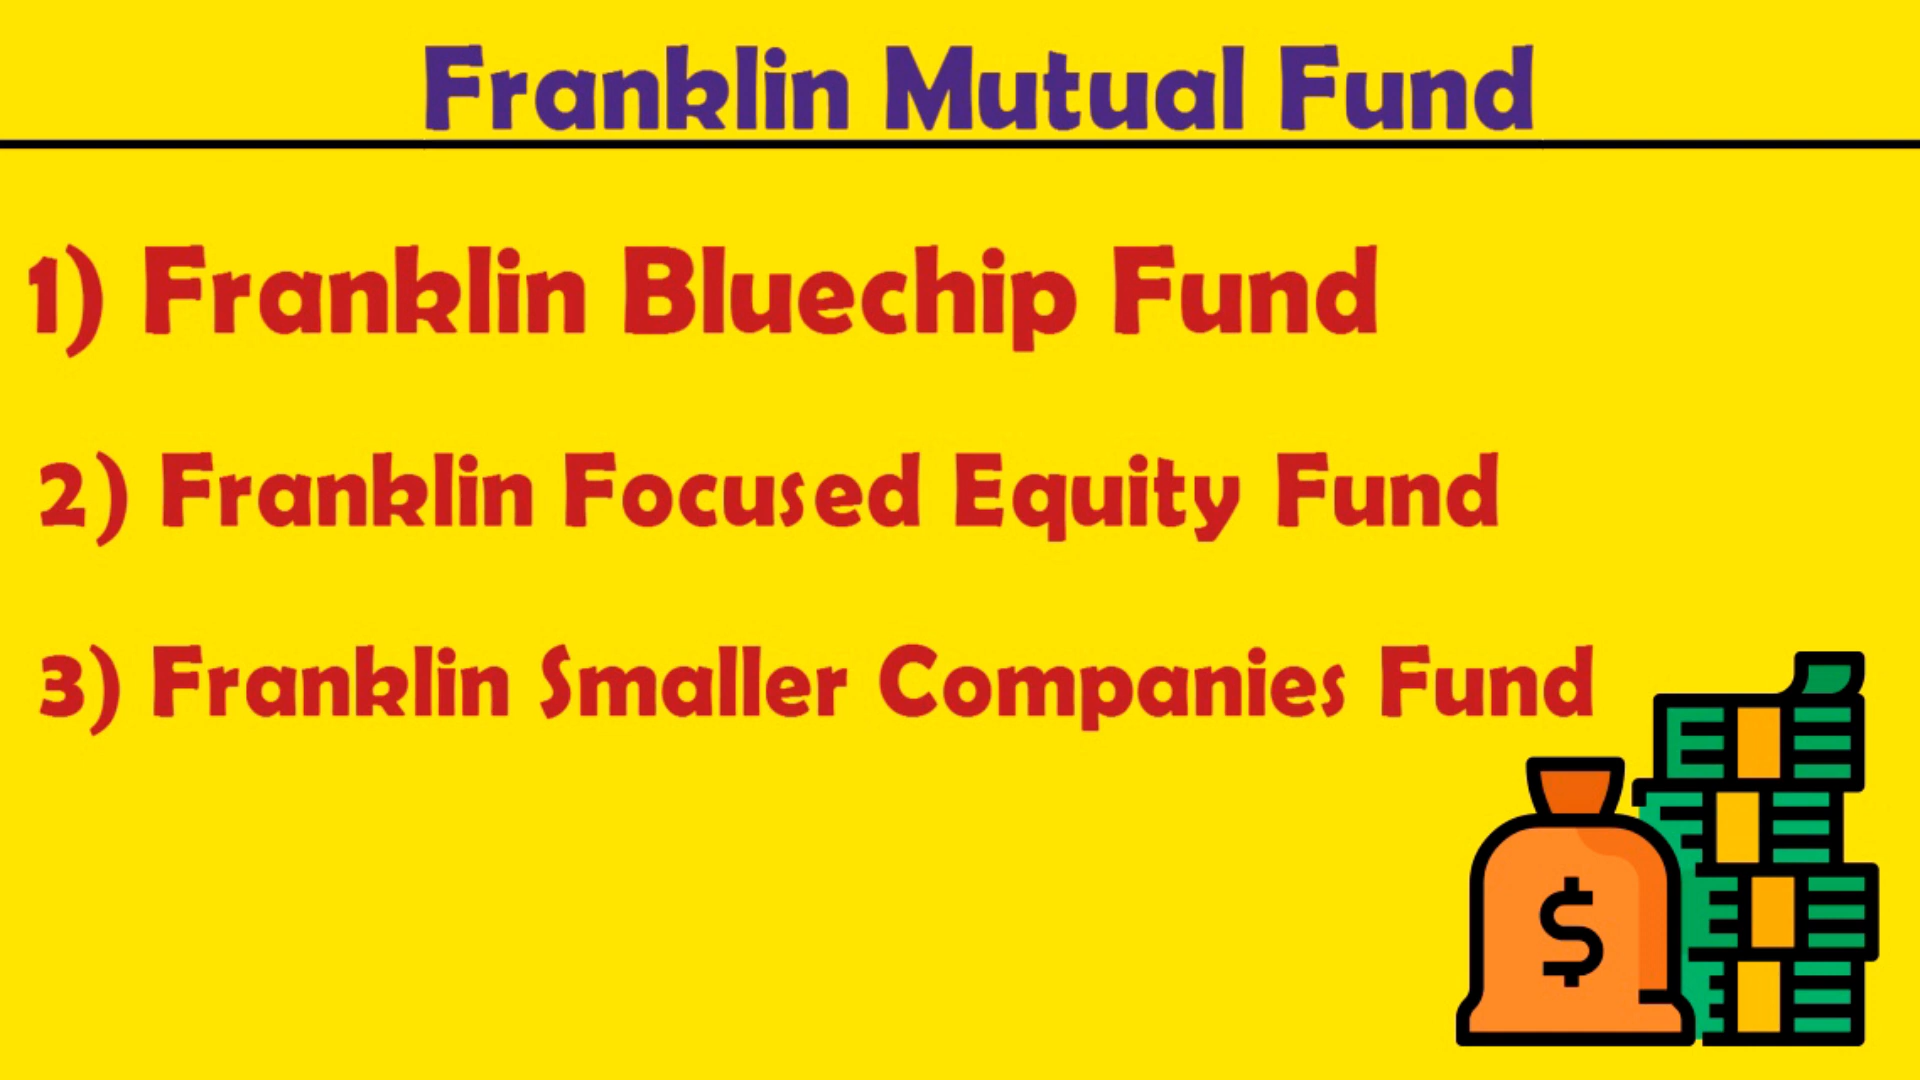 Franklin Mutual Fund
1) Franklin Bluechip Fund
2) Franklin Focused Equity Fund
3) Franklin Smaller Companies Fund
$